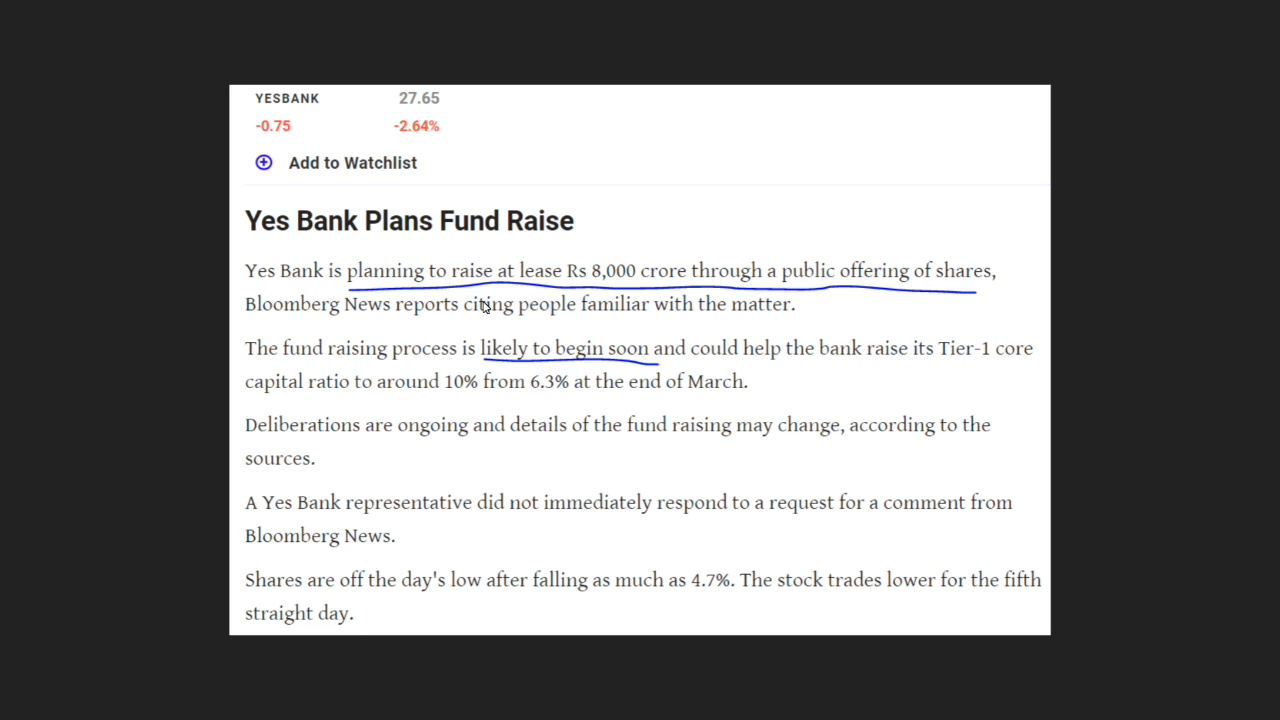 YESBANK 27.65
-0.75 -2.64%
Add to Watchlist
Yes Bank Plans Fund Raise
Yes Bank is planning to raise at lease Rs 8,000 crore through a public offering of shares,
Bloomberg News reports citing people familiar with the matter.
The fund raising process is likely to begin soon and could help the bank raise its Tier-1 core
capital ratio to around 10% from 6.3% at the end of March.
Deliberations are ongoing and details of the fund raising may change, according to the
sources.
A Yes Bank representative did not immediately respond to a request for a comment from
Bloomberg News.
Shares are off the day's low after falling as much as 4.7%. The stock trades lower for the fifth
straight day.